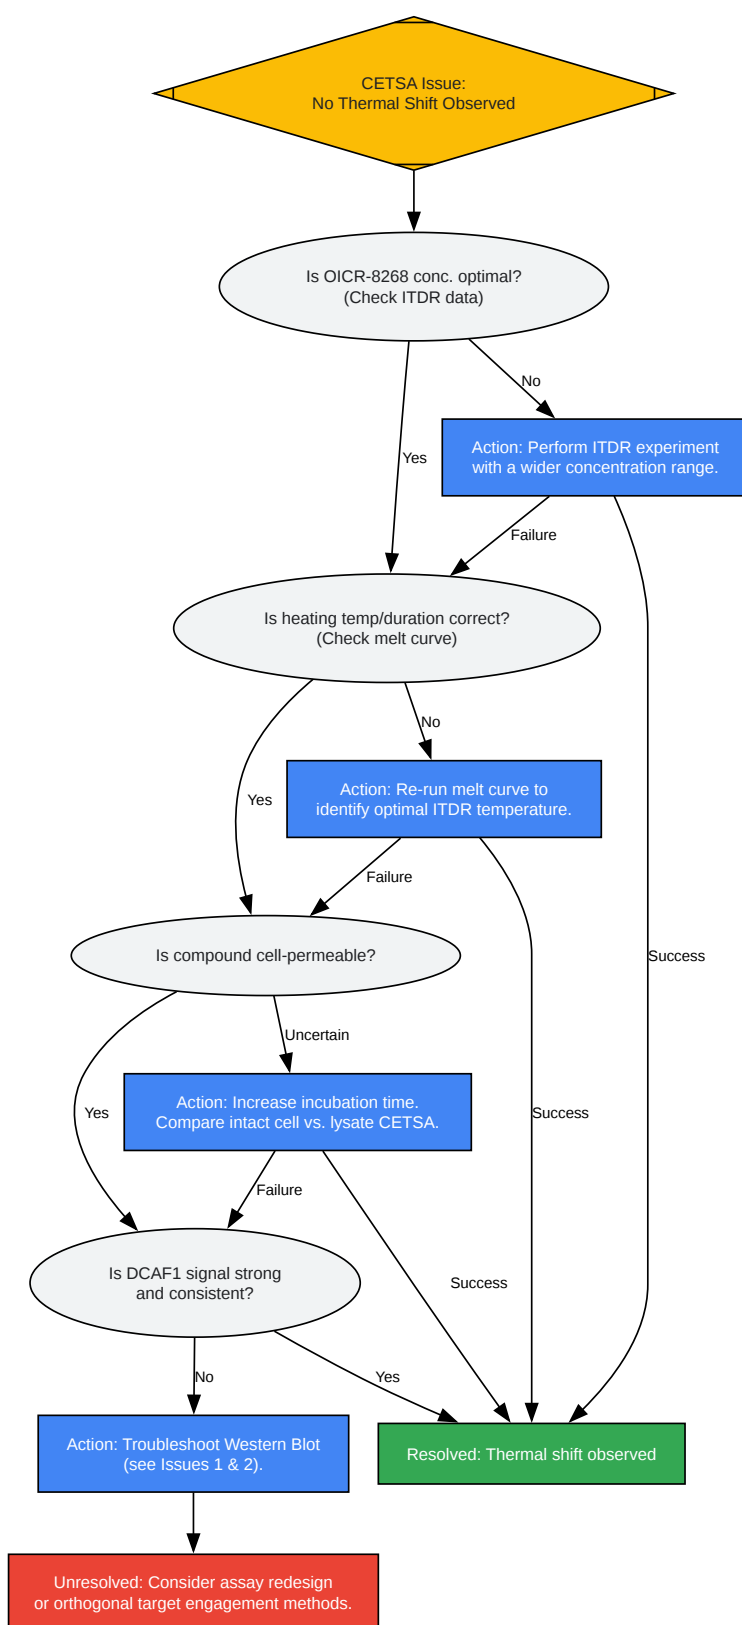 CETSA Issue:
No Thermal Shift Observed
Is OICR-8268 conc. optimal?
(Check ITDR data)
No
Action: Perform ITDR experiment
with a wider concentration range.
Yes
Failure
Is heating temp/duration correct?
(Check melt curve)
No
Action: Re-run melt curve to
identify optimal ITDR temperature.
Yes
Failure
Is compound cell-permeable?
Success
Uncertain
Action: Increase incubation time.
Compare intact cell vs. lysate CETSA.
Yes
Success
Failure
Is DCAF1 signal strong
and consistent?
Success
No
Yes
Action: Troubleshoot Western Blot
(see Issues 1 & 2).
Resolved: Thermal shift observed
Unresolved: Consider assay redesign
or orthogonal target engagement methods.